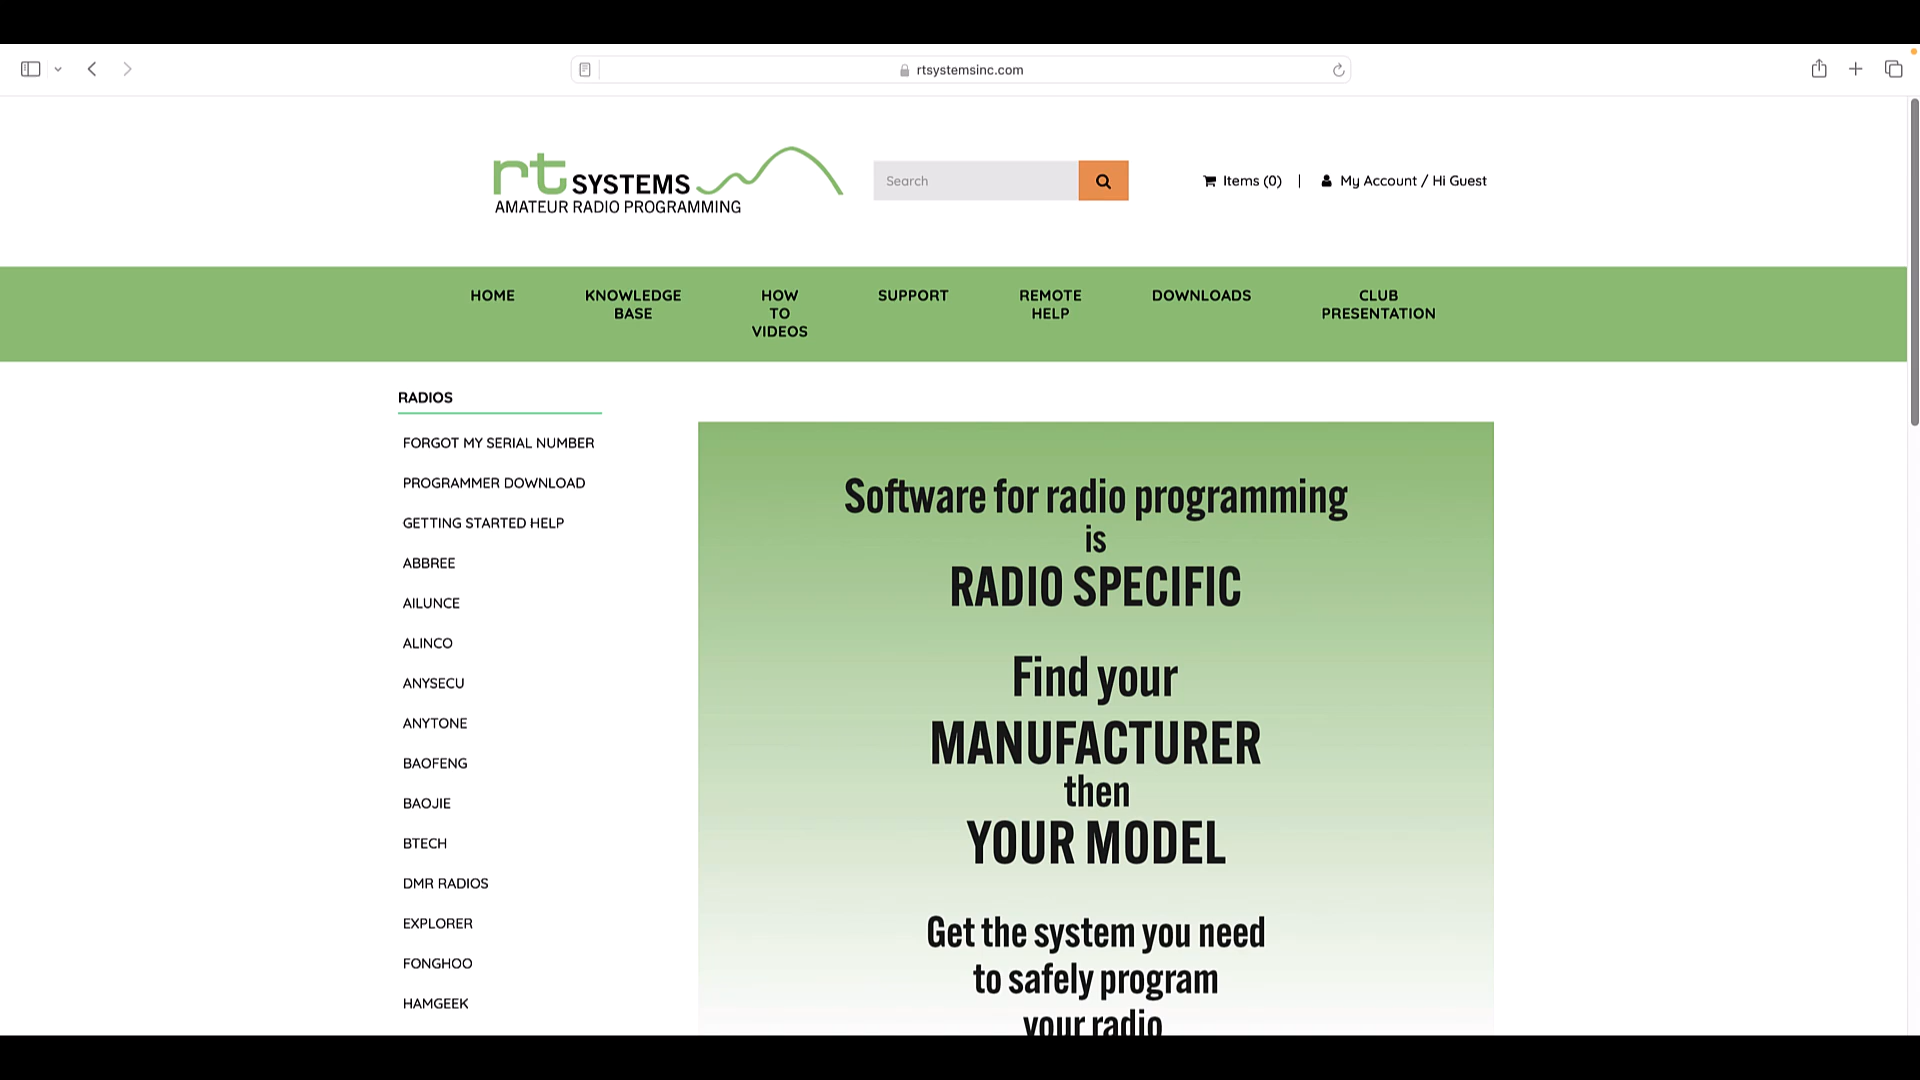 rtsystemsinc.com
rt SYSTEMS
AMATEUR RADIO PROGRAMMING
Search
Items (0) | My Account / Hi Guest
HOME
KNOWLEDGE
BASE
HOW
TO
VIDEOS
SUPPORT
REMOTE
HELP
DOWNLOADS
CLUB
PRESENTATION
RADIOS
FORGOT MY SERIAL NUMBER
PROGRAMMER DOWNLOAD
GETTING STARTED HELP
ABBREE
AILUNCE
ALINCO
ANYSECU
ANYTONE
BAOFENG
BAOJIE
BTECH
DMR RADIOS
EXPLORER
FONGHOO
HAMGEEK
Software for radio programming
is
RADIO SPECIFIC
Find your
MANUFACTURER
then
YOUR MODEL
Get the system you need
to safely program
your radio